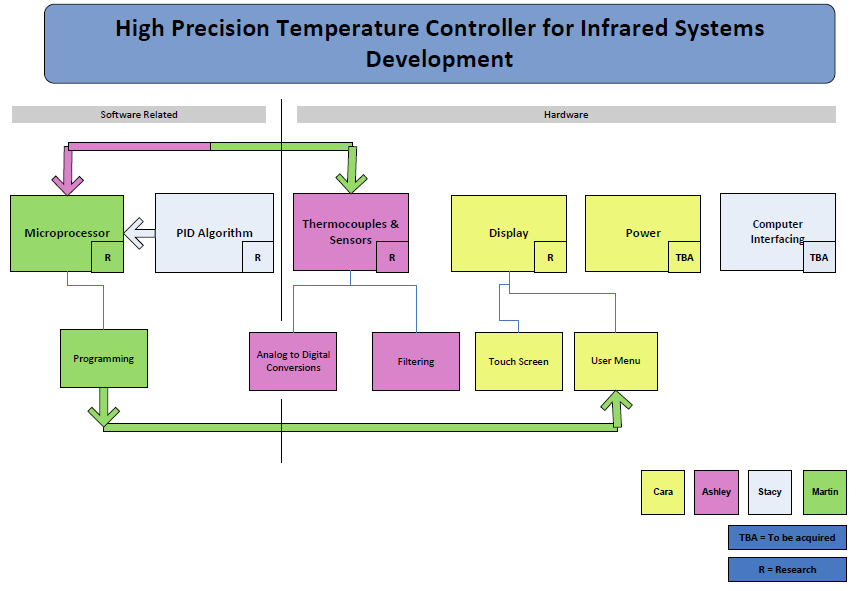 High Precision Temperature Controller for Infrared Systems
Development
Software Related
Hardware
Microprocessor
R
PID Algorithm
R
Thermocouples &
Sensors
R
Display
R
Power
TBA
Computer
Interfacing
TBA
Programming
Analog to Digital
Conversions
Filtering
Touch Screen
User Menu
Cara
Ashley
Stacy
Martin
TBA = To be acquired
R = Research